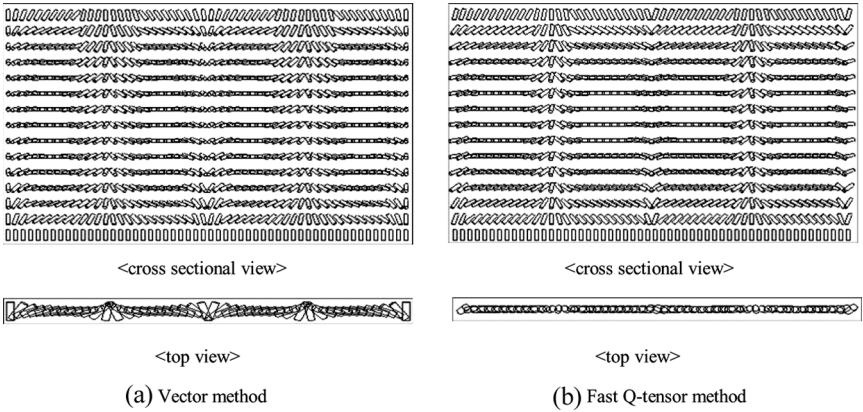 <cross sectional view> <cross sectional view>
<top view> <top view>
(a) Vector method (b) Fast Q-tensor method